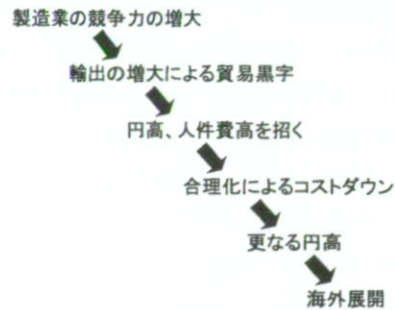 製造業の競争力の増大
輸出の増大による貿易黒字
円高、人件費高を招く
合理化によるコストダウン
更なる円高
海外展開